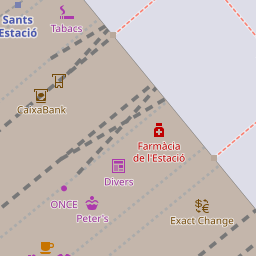 Sants
Estació
Tabacs
CaixaBank
Farmàcia
de l'Estació
Divers
ONCE
Peter's
Exact Change